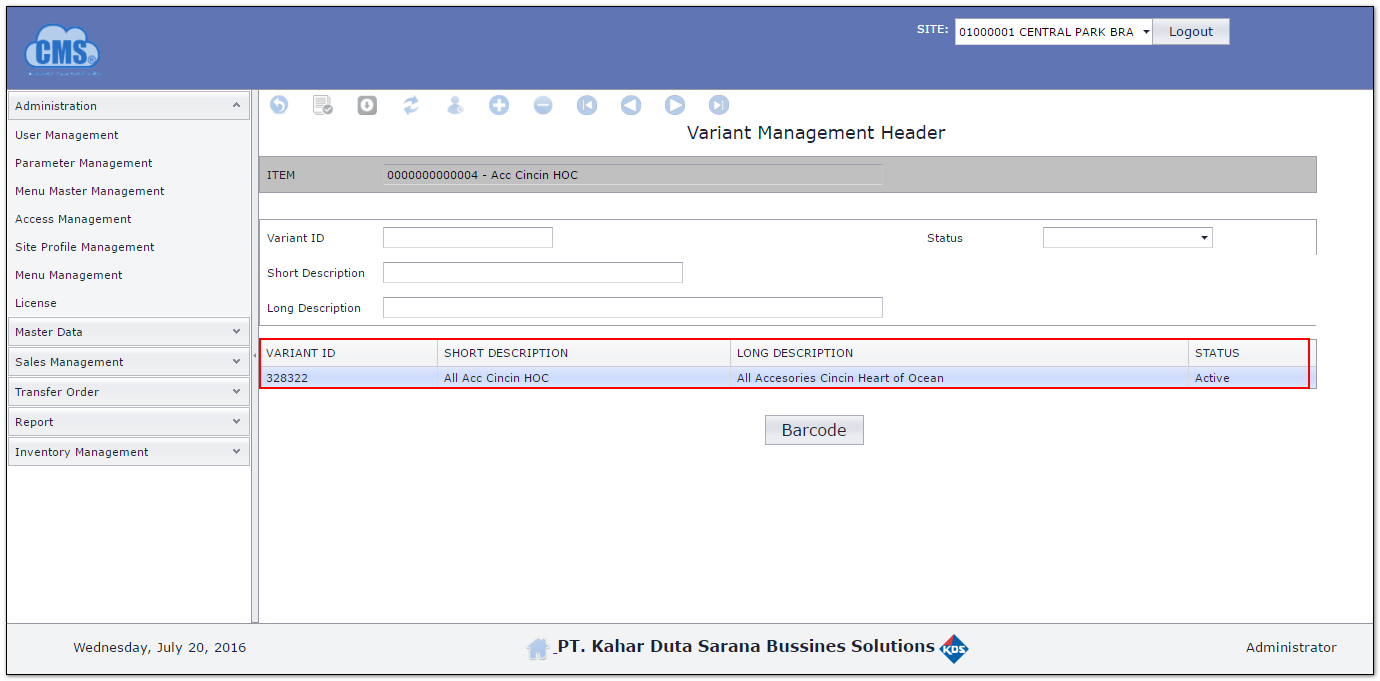 CMS®
SITE: 01000001 CENTRAL PARK BRA Logout
Administration
User Management
Parameter Management
Menu Master Management
Access Management
Site Profile Management
Menu Management
License
Master Data
Sales Management
Transfer Order
Report
Inventory Management
Variant Management Header
ITEM 0000000000004 - Acc Cincin HOC
Variant ID Status
Short Description
Long Description
VARIANT ID SHORT DESCRIPTION LONG DESCRIPTION STATUS
328322 All Acc Cincin HOC All Accesories Cincin Heart of Ocean Active
Barcode
Wednesday, July 20, 2016 PT. Kahar Duta Sarana Bussines Solutions KDS Administrator